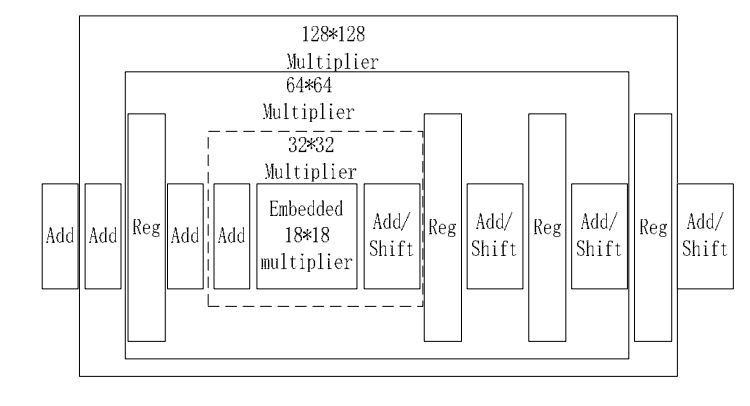 128*128
Multiplier
64*64
Multiplier
32*32
Multiplier
Add
Add
Reg
Add
Add
Embedded
18*18
multiplier
Add/
Shift
Reg
Add/
Shift
Reg
Add/
Shift
Reg
Add/
Shift